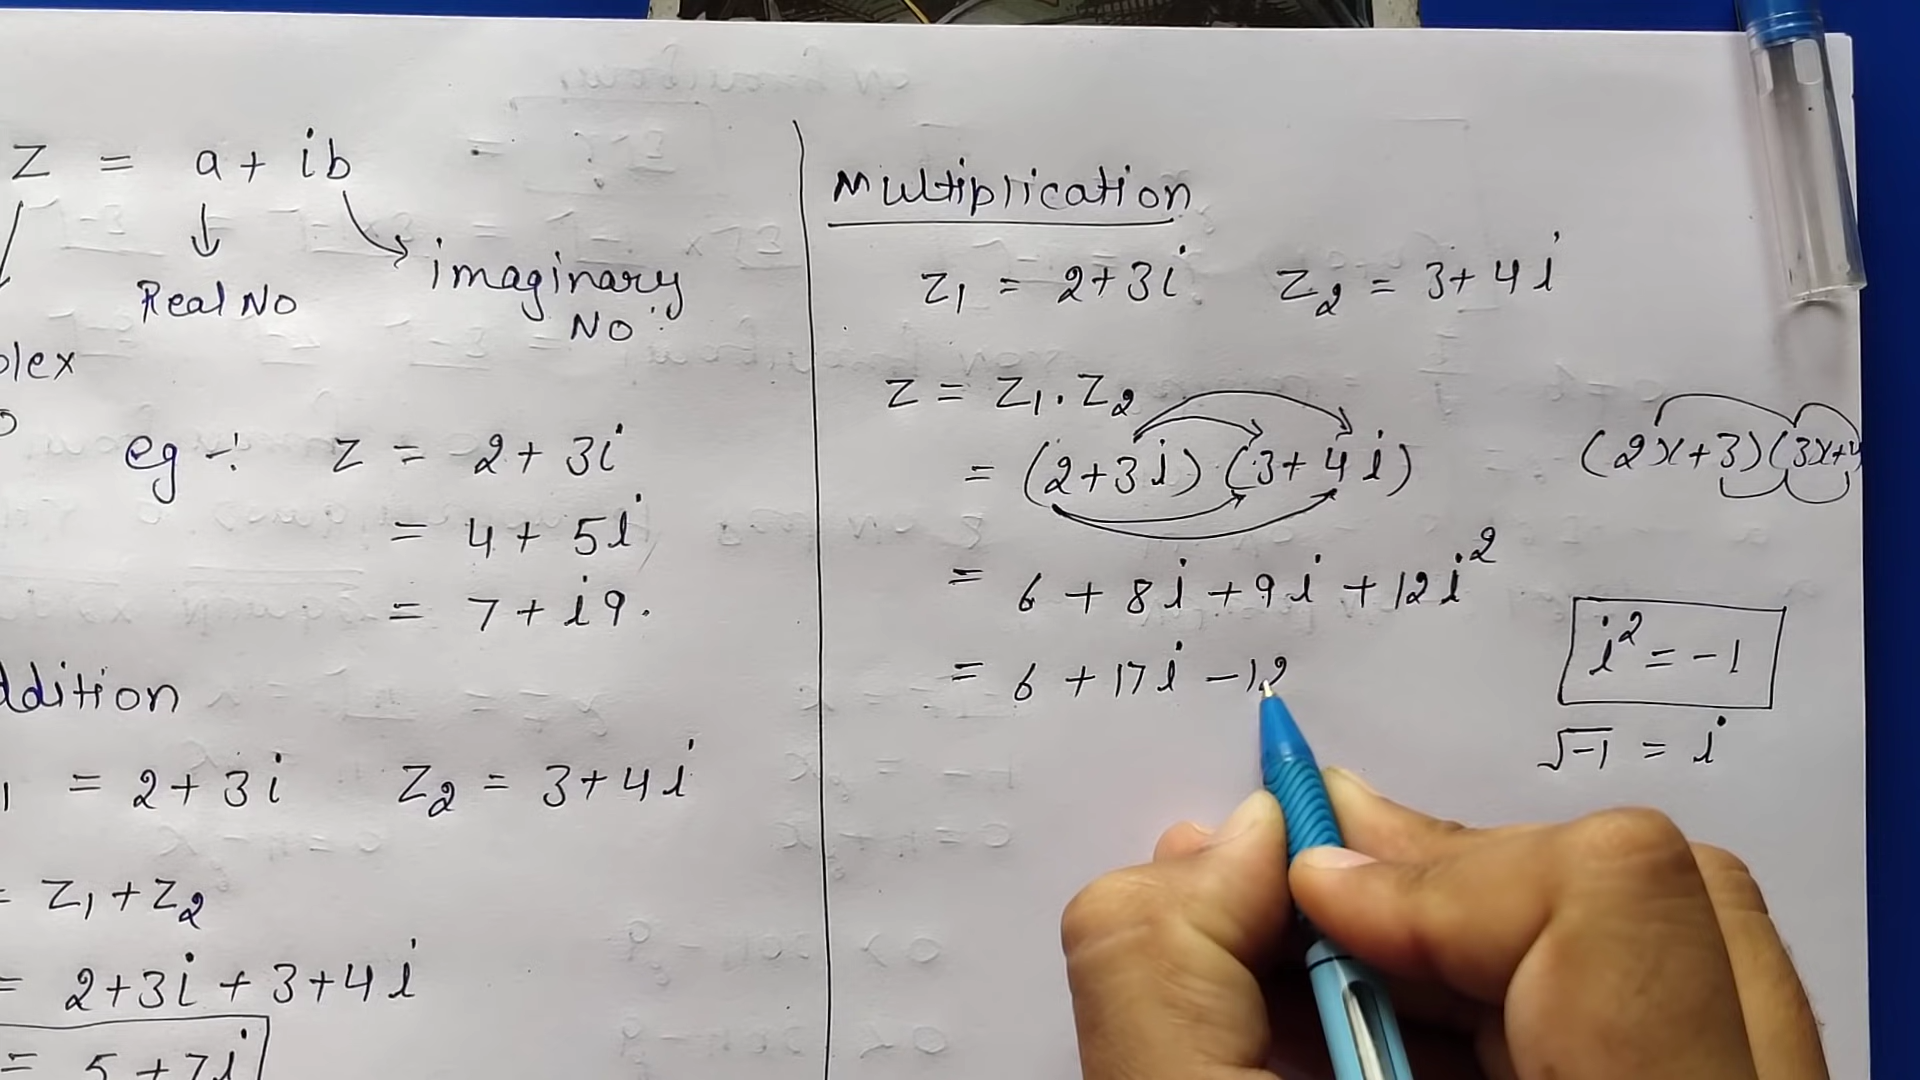 z = a + ib
Real No
imaginary
No.
plex
eg ÷ z = 2 + 3i
= 4 + 5i
= 7 + i9.
ddition
1 = 2 + 3i z2 = 3 + 4i
= z1 + z2
= 2 + 3i + 3 + 4i
= 5 + 7i
Multiplication
z1 = 2 + 3i z2 = 3 + 4i
z = z1 . z2
= (2 + 3i) (3 + 4i)
= 6 + 8i + 9i + 12i²
= 6 + 17i - 12
(2x + 3)(3x + 4
i² = -1
√-1 = i